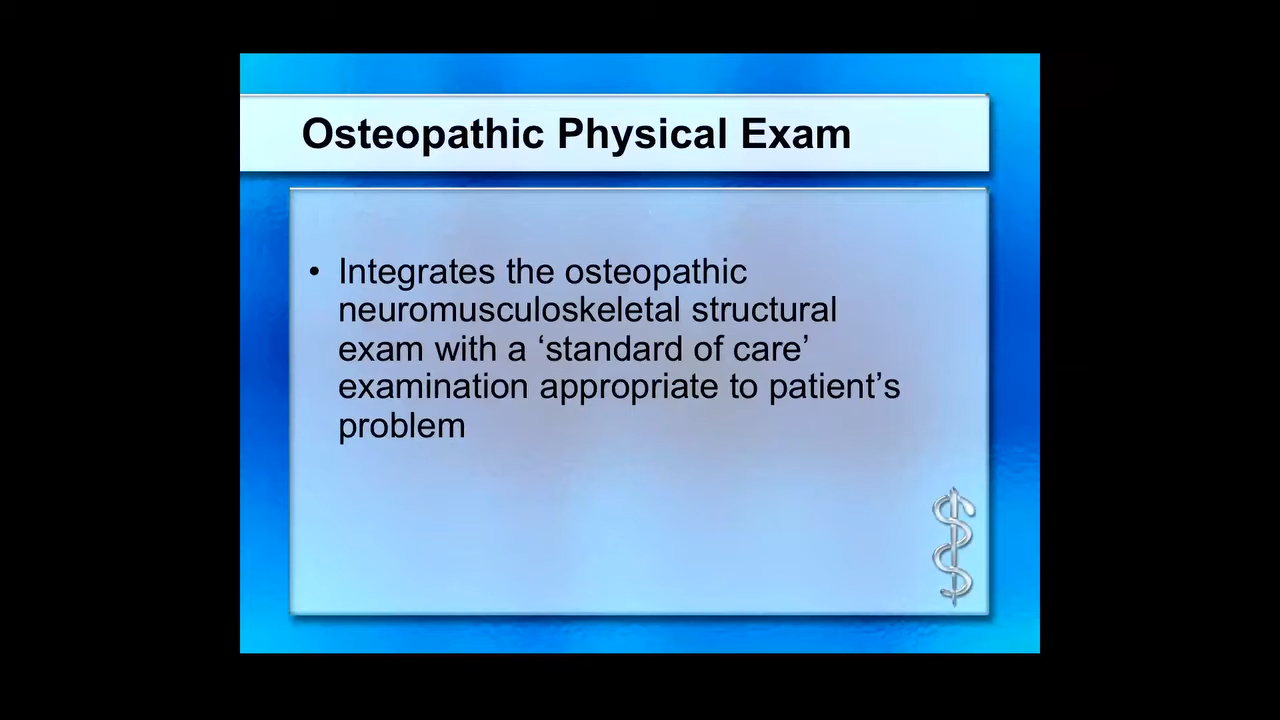 Osteopathic Physical Exam
• Integrates the osteopathic
neuromusculoskeletal structural
exam with a ‘standard of care’
examination appropriate to patient’s
problem